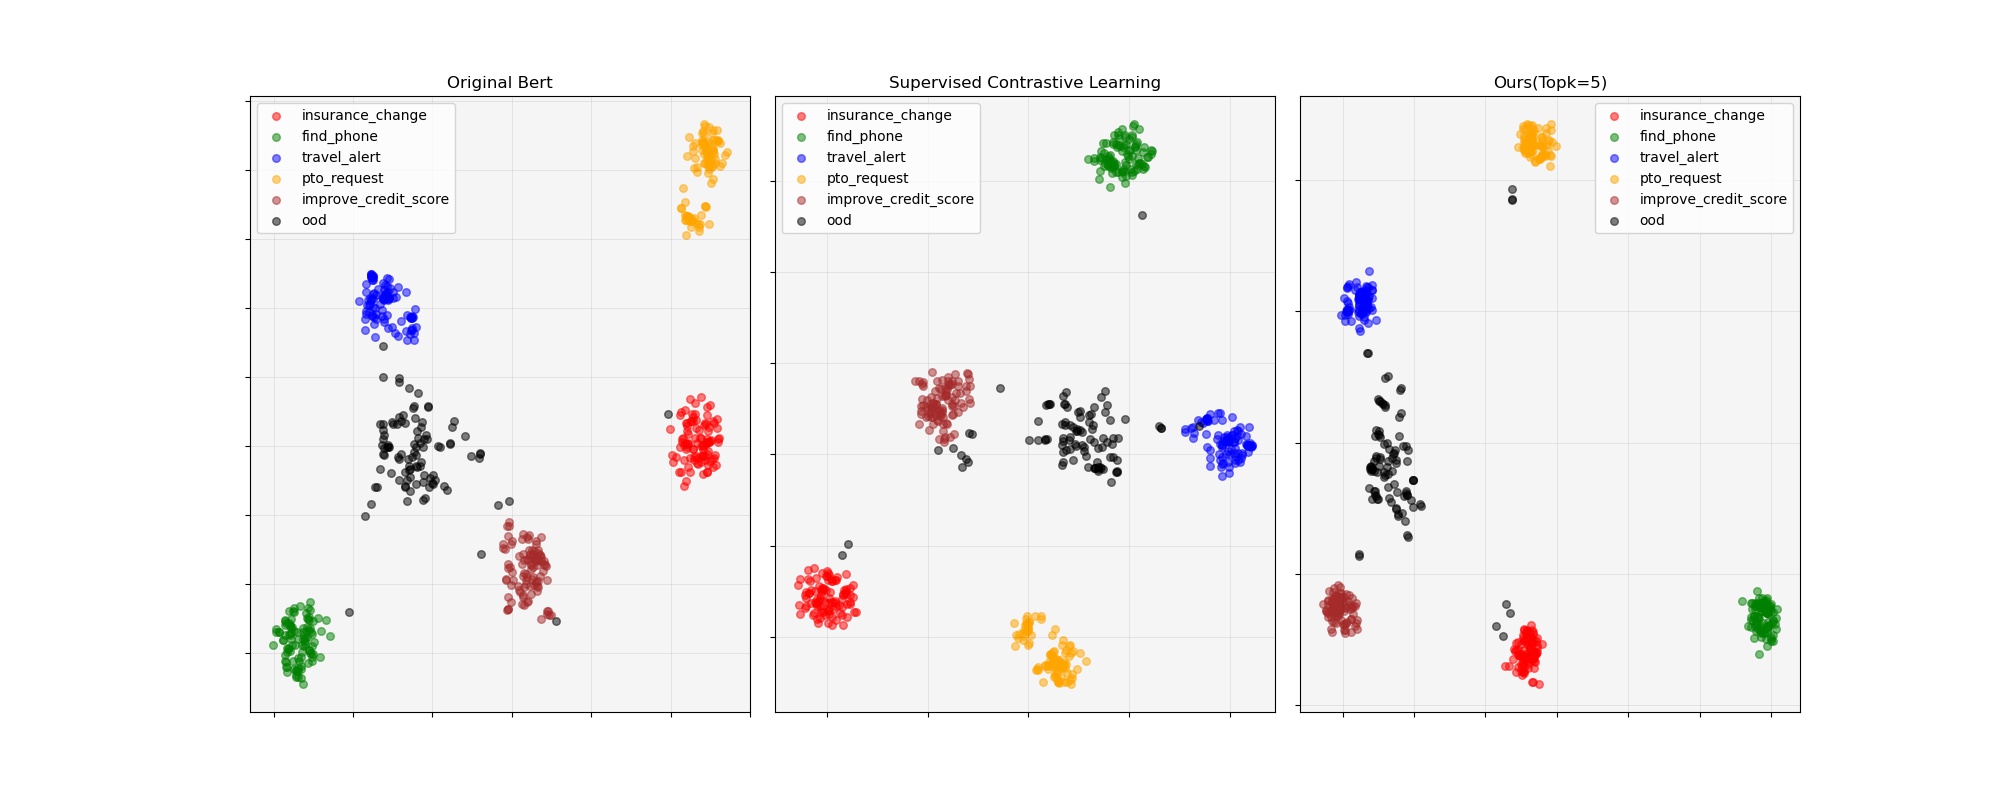 Original Bert
insurance_change
find_phone
travel_alert
pto_request
improve_credit_score
ood
Supervised Contrastive Learning
insurance_change
find_phone
travel_alert
pto_request
improve_credit_score
ood
Ours(Topk=5)
insurance_change
find_phone
travel_alert
pto_request
improve_credit_score
ood